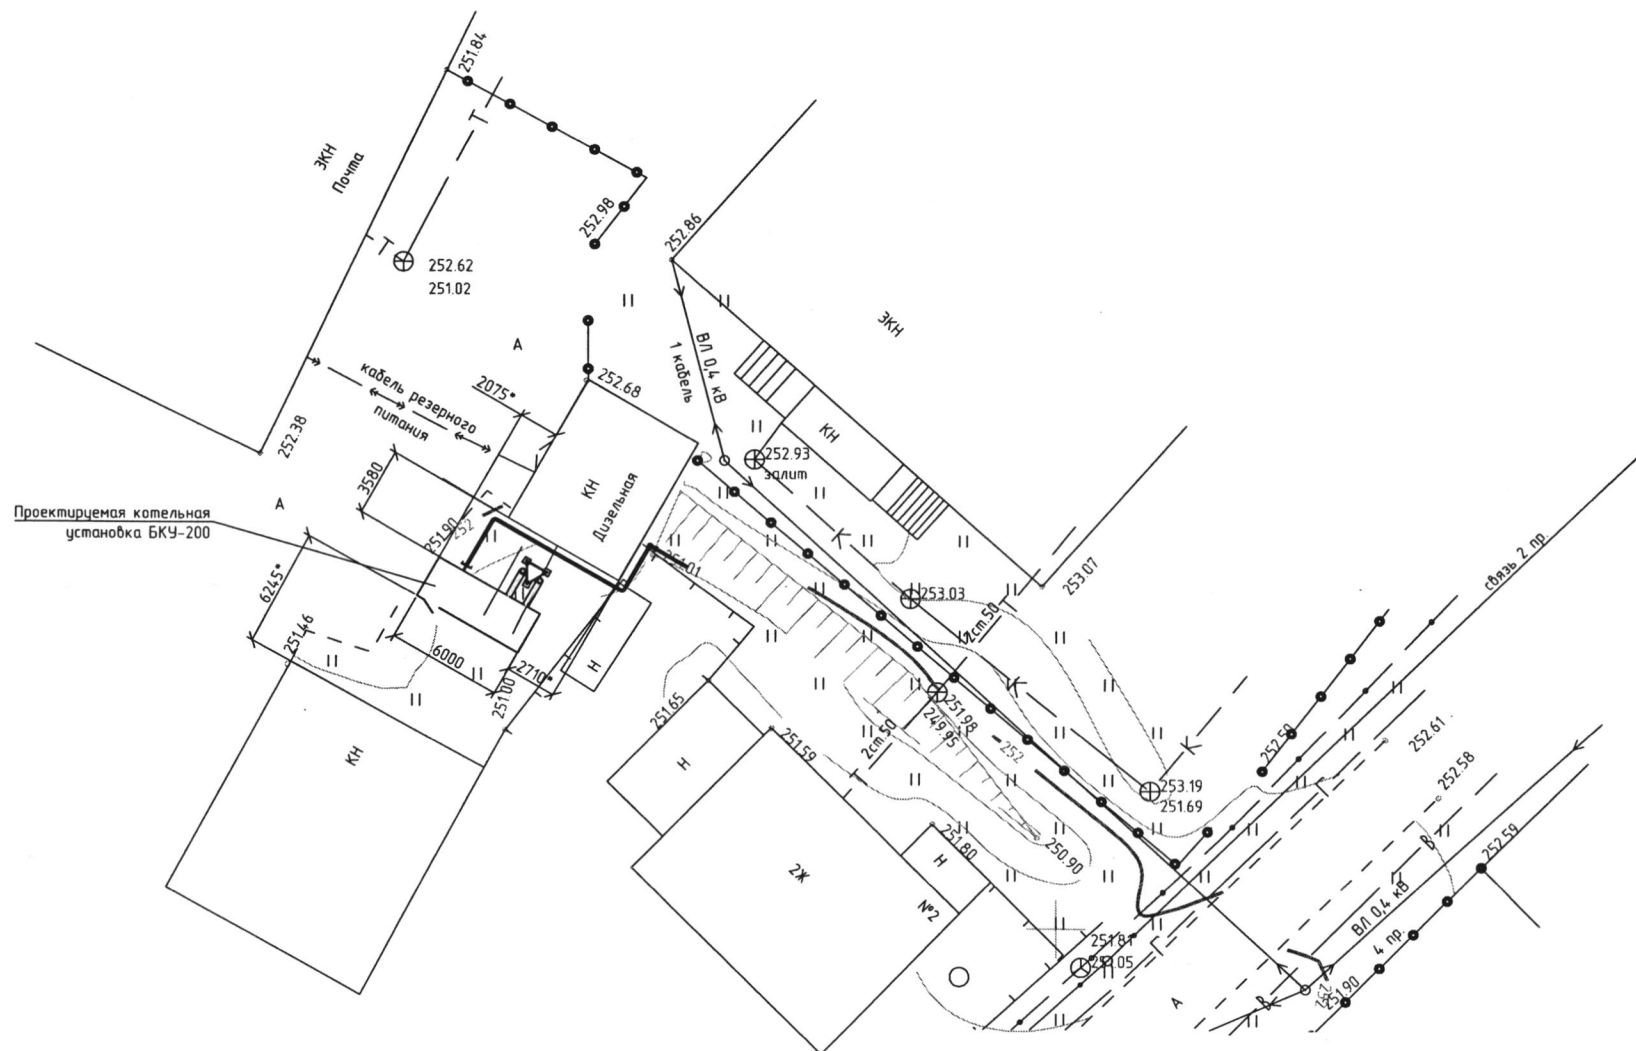 251.84
ЗКН
Почта
252.98
252.86
252.62
251.02
ЗКН
А
ВЛ 0,4 кВ
1 кабель
кабель резерного
питания
2075*
252.68
252.38
КН
252.93
залит
3580
А
Г
КН
Дизельная
Проектируемая котельная
установка БКУ-200
251.90
252
К
251.01
253.07
связь 2 пр.
6245*
253.03
2ст.50
251.46
6000
2710*
Н
251.00
251.65
К
251.98
249.95
2ст.50
252
251.59
К
252.50
252.61
КН
Н
253.19
251.69
252.58
250.90
251.80
Н
2Ж
№2
В
252.59
ВЛ 0,4 кВ
4 пр.
251.81
А
В
252
251.90